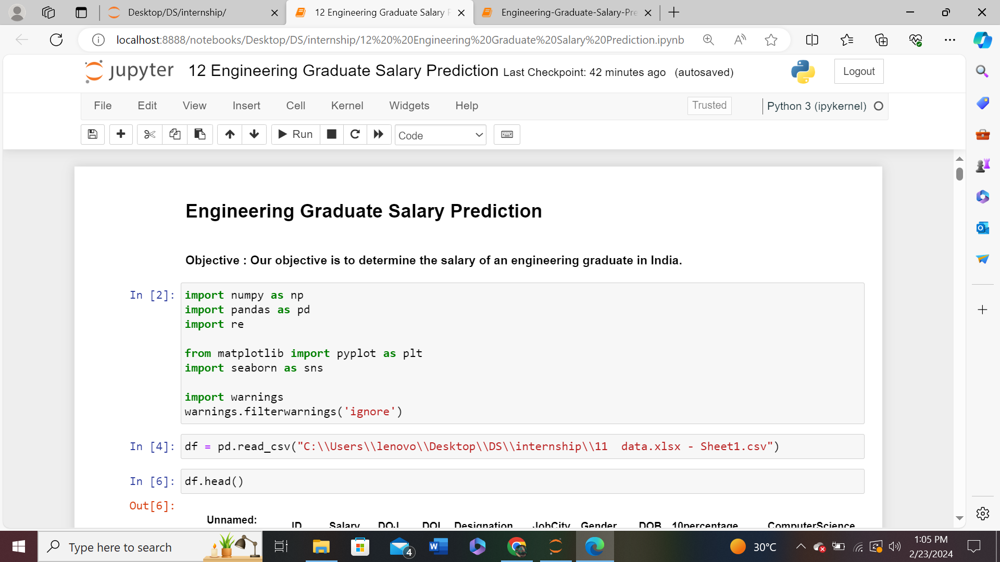 Desktop/DS/internship/
12 Engineering Graduate Salary P
Engineering-Graduate-Salary-Pre
localhost:8888/notebooks/Desktop/DS/internship/12%20%20Engineering%20Graduate%20Salary%20Prediction.ipynb
jupyter 12 Engineering Graduate Salary Prediction Last Checkpoint: 42 minutes ago (autosaved)
Logout
File Edit View Insert Cell Kernel Widgets Help
Trusted
Python 3 (ipykernel)
Run
Code
Engineering Graduate Salary Prediction
Objective : Our objective is to determine the salary of an engineering graduate in India.
In [2]:
import numpy as np
import pandas as pd
import re
from matplotlib import pyplot as plt
import seaborn as sns
import warnings
warnings.filterwarnings('ignore')
In [4]: df = pd.read_csv("C:\\Users\\lenovo\\Desktop\\DS\\internship\\11  data.xlsx - Sheet1.csv")
In [6]: df.head()
Out[6]:
Unnamed: ID Salary DOJ DOL Designation JobCity Gender DOB 10percentage ComputerScience
Type here to search
4
30°C
1:05 PM
2/23/2024